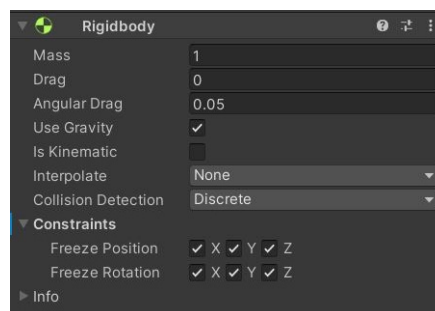 Rigidbody
Mass 1
Drag 0
Angular Drag 0.05
Use Gravity
Is Kinematic
Interpolate None
Collision Detection Discrete
Constraints
Freeze Position X Y Z
Freeze Rotation X Y Z
Info